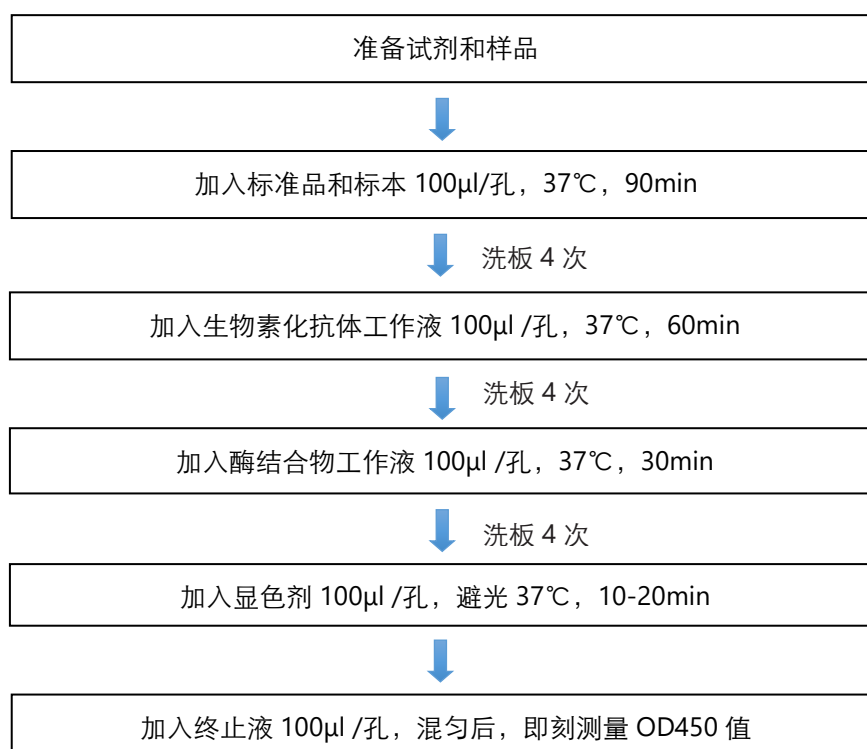 准备试剂和样品
加入标准品和标本 100μl/孔，37℃，90min
洗板 4 次
加入生物素化抗体工作液 100μl /孔，37℃，60min
洗板 4 次
加入酶结合物工作液 100μl /孔，37℃，30min
洗板 4 次
加入显色剂 100μl /孔，避光 37℃，10-20min
加入终止液 100μl /孔，混匀后，即刻测量 OD450 值